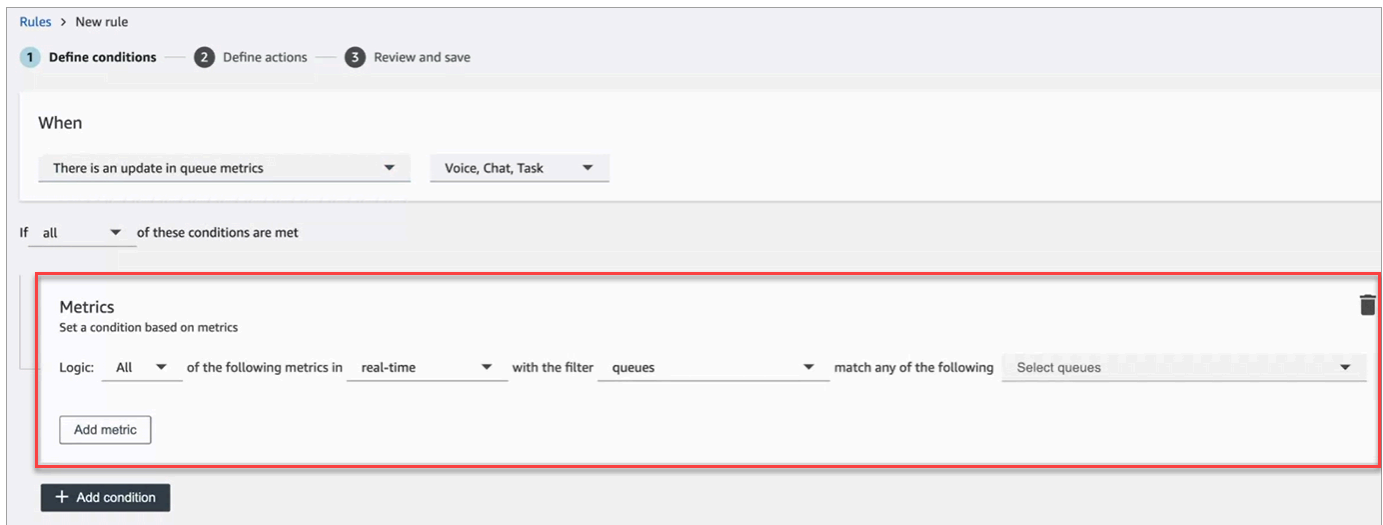 Rules > New rule
1 Define conditions 2 Define actions 3 Review and save
When
There is an update in queue metrics Voice, Chat, Task
If all of these conditions are met
Metrics
Set a condition based on metrics
Logic: All of the following metrics in real-time with the filter queues match any of the following Select queues
Add metric
+ Add condition